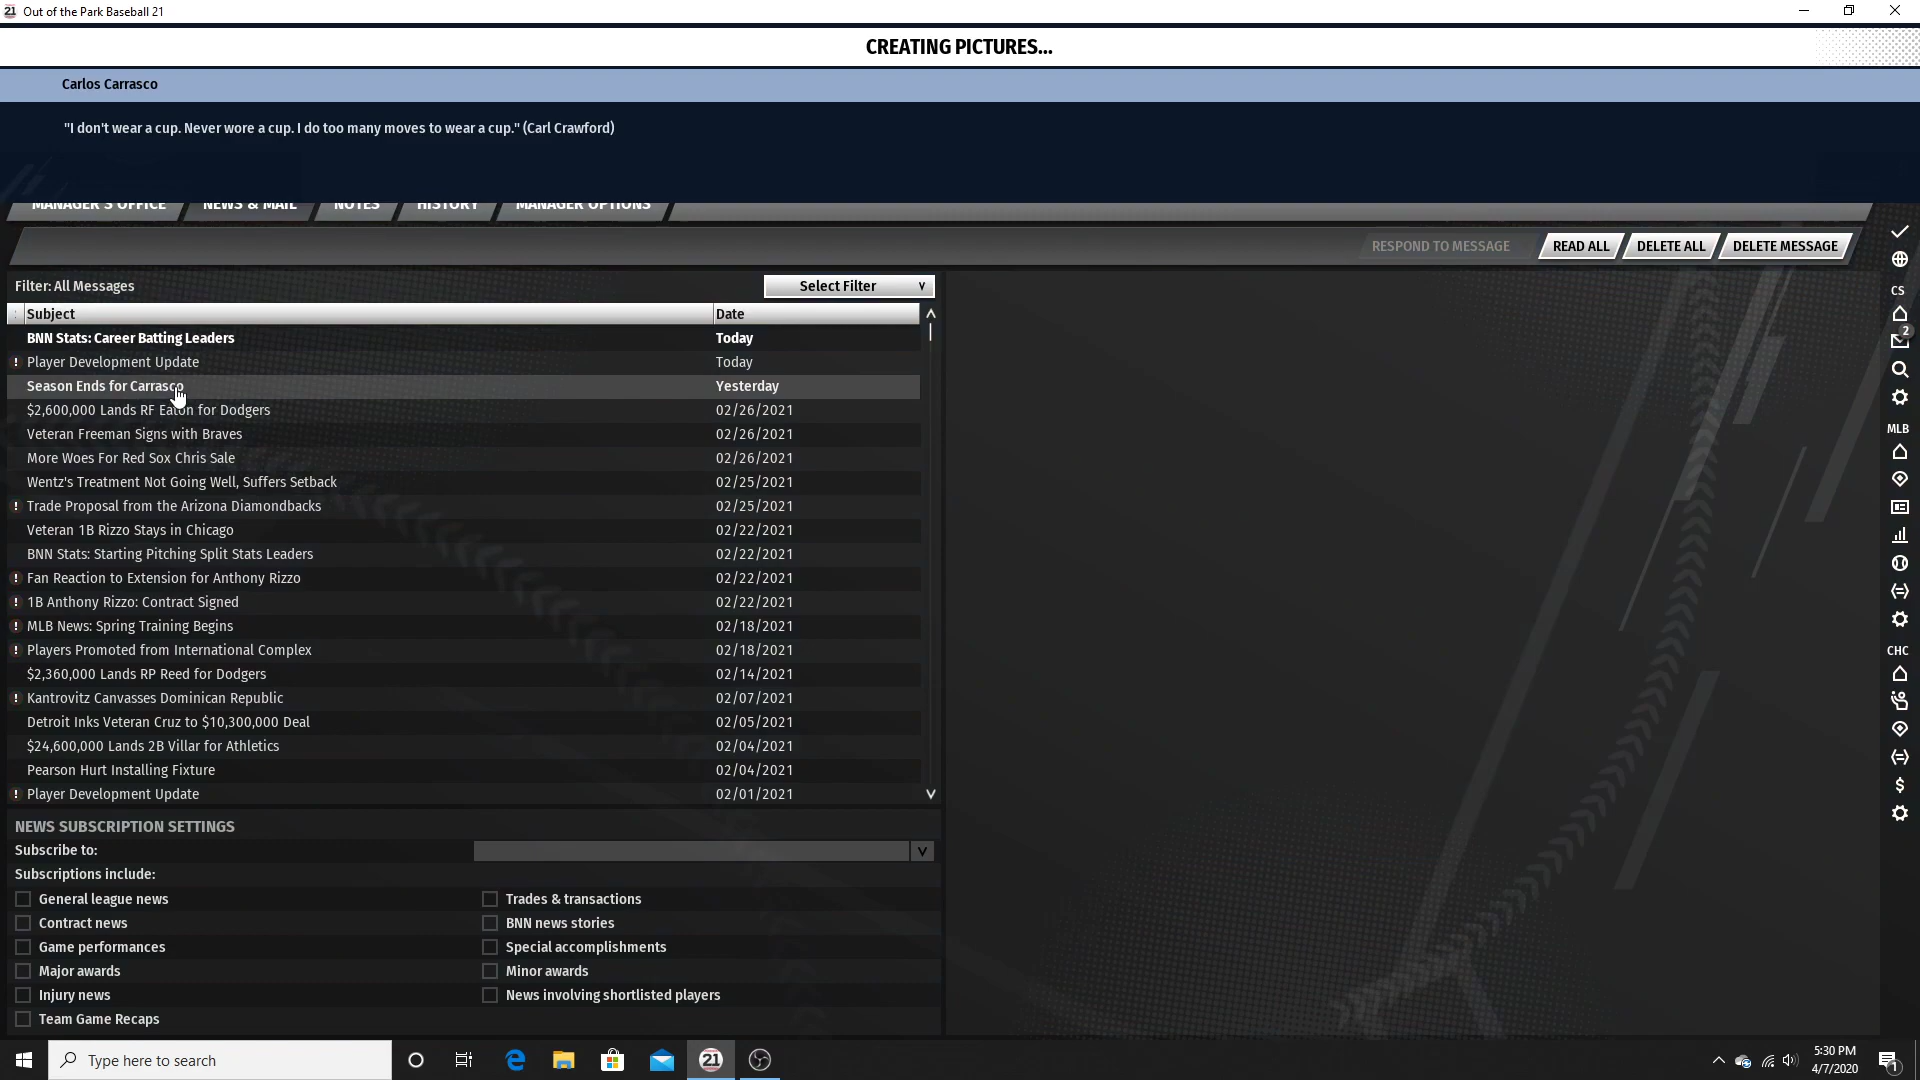 21 Out of the Park Baseball 21
CREATING PICTURES...
Carlos Carrasco
"I don't wear a cup. Never wore a cup. I do too many moves to wear a cup." (Carl Crawford)
MANAGER'S OFFICE NEWS & MAIL NOTES HISTORY MANAGER OPTIONS
RESPOND TO MESSAGE READ ALL DELETE ALL DELETE MESSAGE
Filter: All Messages Select Filter
Subject Date
BNN Stats: Career Batting Leaders Today
! Player Development Update Today
Season Ends for Carrasco Yesterday
$2,600,000 Lands RF Eaton for Dodgers 02/26/2021
Veteran Freeman Signs with Braves 02/26/2021
More Woes For Red Sox Chris Sale 02/26/2021
Wentz's Treatment Not Going Well, Suffers Setback 02/25/2021
! Trade Proposal from the Arizona Diamondbacks 02/25/2021
Veteran 1B Rizzo Stays in Chicago 02/22/2021
BNN Stats: Starting Pitching Split Stats Leaders 02/22/2021
! Fan Reaction to Extension for Anthony Rizzo 02/22/2021
! 1B Anthony Rizzo: Contract Signed 02/22/2021
! MLB News: Spring Training Begins 02/18/2021
! Players Promoted from International Complex 02/18/2021
$2,360,000 Lands RP Reed for Dodgers 02/14/2021
! Kantrovitz Canvasses Dominican Republic 02/07/2021
Detroit Inks Veteran Cruz to $10,300,000 Deal 02/05/2021
$24,600,000 Lands 2B Villar for Athletics 02/04/2021
Pearson Hurt Installing Fixture 02/04/2021
! Player Development Update 02/01/2021
NEWS SUBSCRIPTION SETTINGS
Subscribe to:
Subscriptions include:
General league news Trades & transactions
Contract news BNN news stories
Game performances Special accomplishments
Major awards Minor awards
Injury news News involving shortlisted players
Team Game Recaps
CS
2
MLB
CHC
$
Type here to search
21
5:30 PM
4/7/2020
1